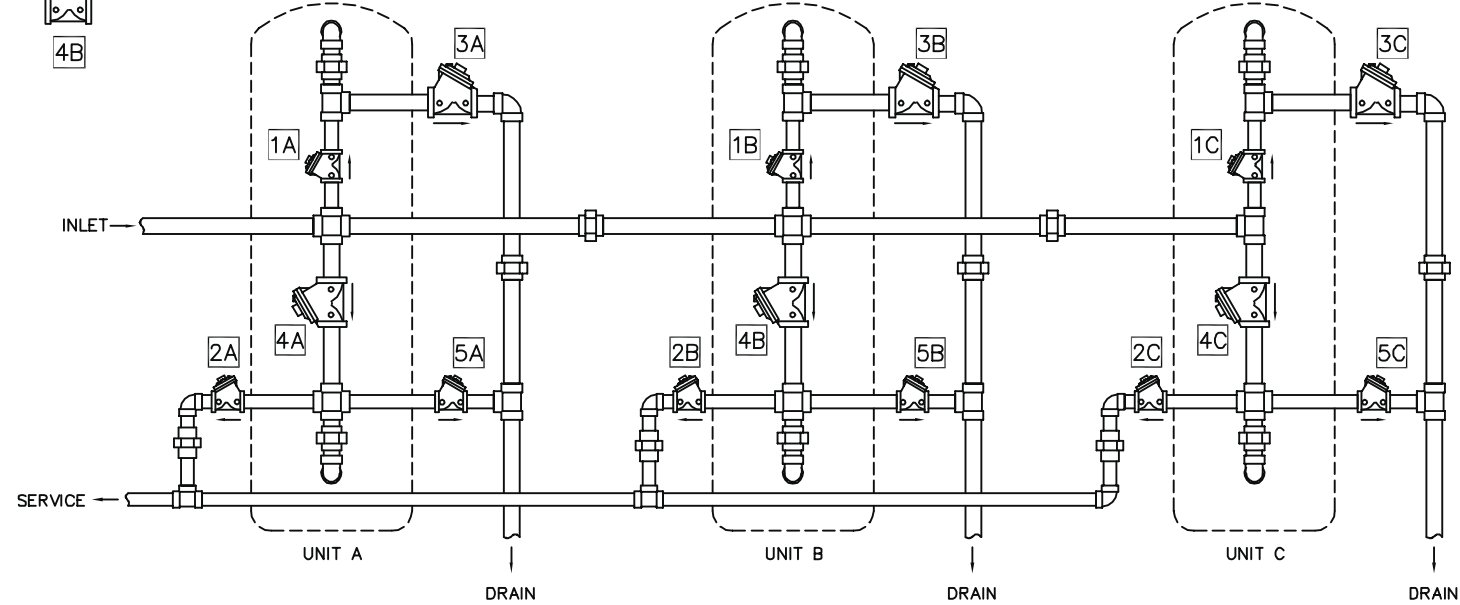 4B
3A
3B
3C
1A
1B
1C
INLET
4A
4B
4C
2A
5A
2B
5B
2C
5C
SERVICE
UNIT A
UNIT B
UNIT C
DRAIN
DRAIN
DRAIN